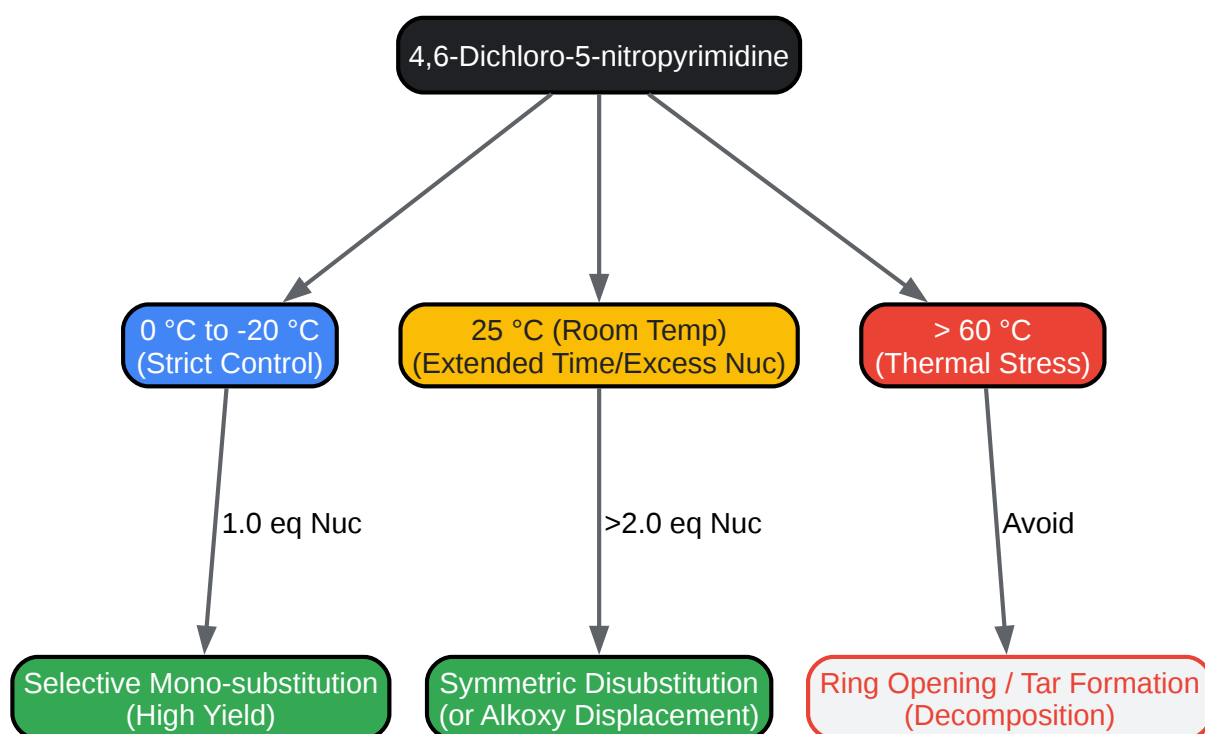 4,6-Dichloro-5-nitropyrimidine
0 °C to -20 °C
(Strict Control)
25 °C (Room Temp)
(Extended Time/Excess Nuc)
> 60 °C
(Thermal Stress)
1.0 eq Nuc
>2.0 eq Nuc
Avoid
Selective Mono-substitution
(High Yield)
Symmetric Disubstitution
(or Alkoxy Displacement)
Ring Opening / Tar Formation
(Decomposition)